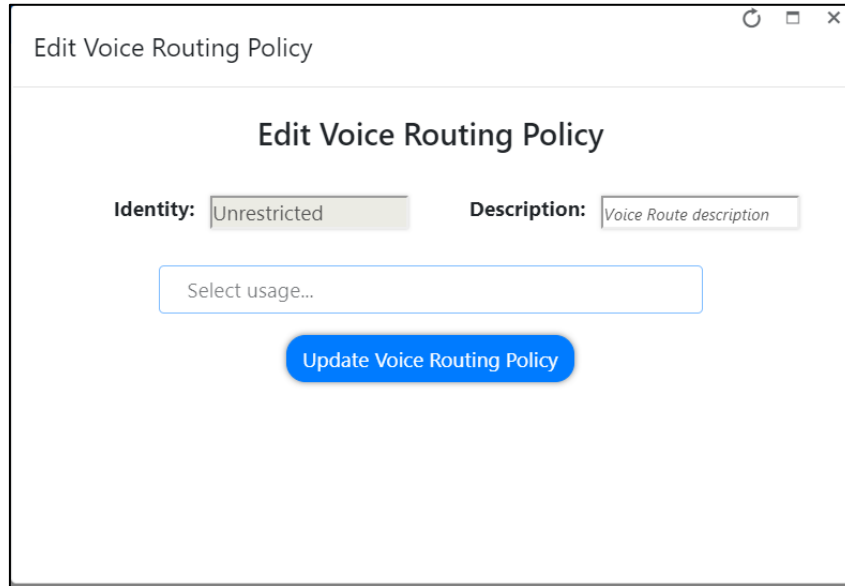 Edit Voice Routing Policy
Edit Voice Routing Policy
Identity: Unrestricted Description: Voice Route description
Select usage...
Update Voice Routing Policy